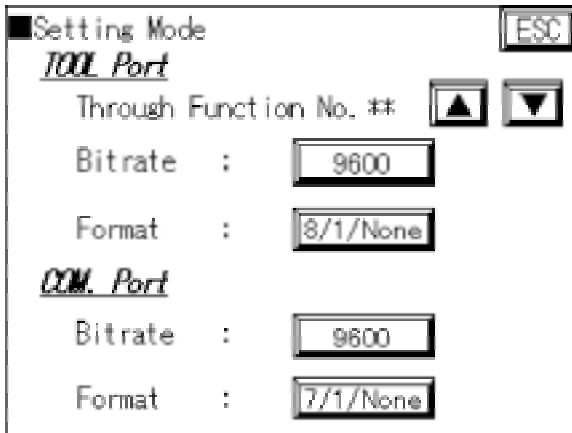 ■Setting Mode ESC
TOOL Port
Through Function No. ** ▲ ▼
Bitrate : 9600
Format : 8/1/None
COM. Port
Bitrate : 9600
Format : 7/1/None